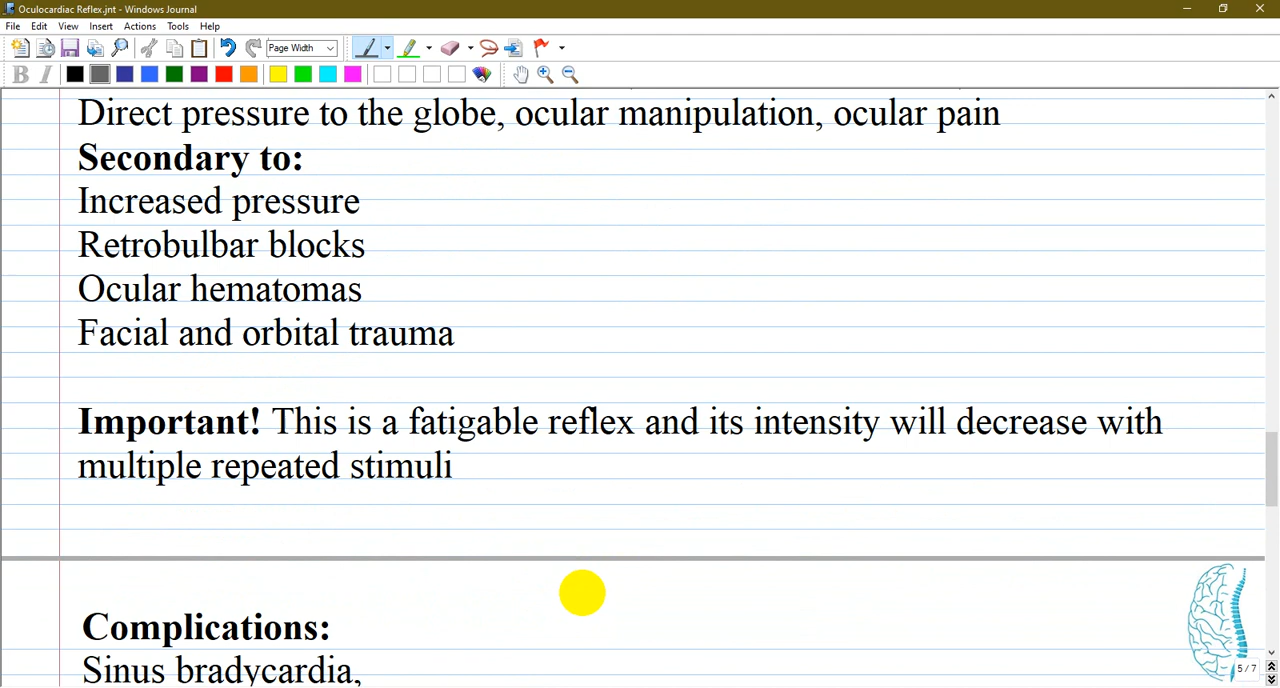 Oculocardiac Reflex.jnt - Windows Journal
File Edit View Insert Actions Tools Help
Page Width
B I
Direct pressure to the globe, ocular manipulation, ocular pain
Secondary to:
Increased pressure
Retrobulbar blocks
Ocular hematomas
Facial and orbital trauma
Important! This is a fatigable reflex and its intensity will decrease with
multiple repeated stimuli
Complications:
Sinus bradycardia,
5 / 7